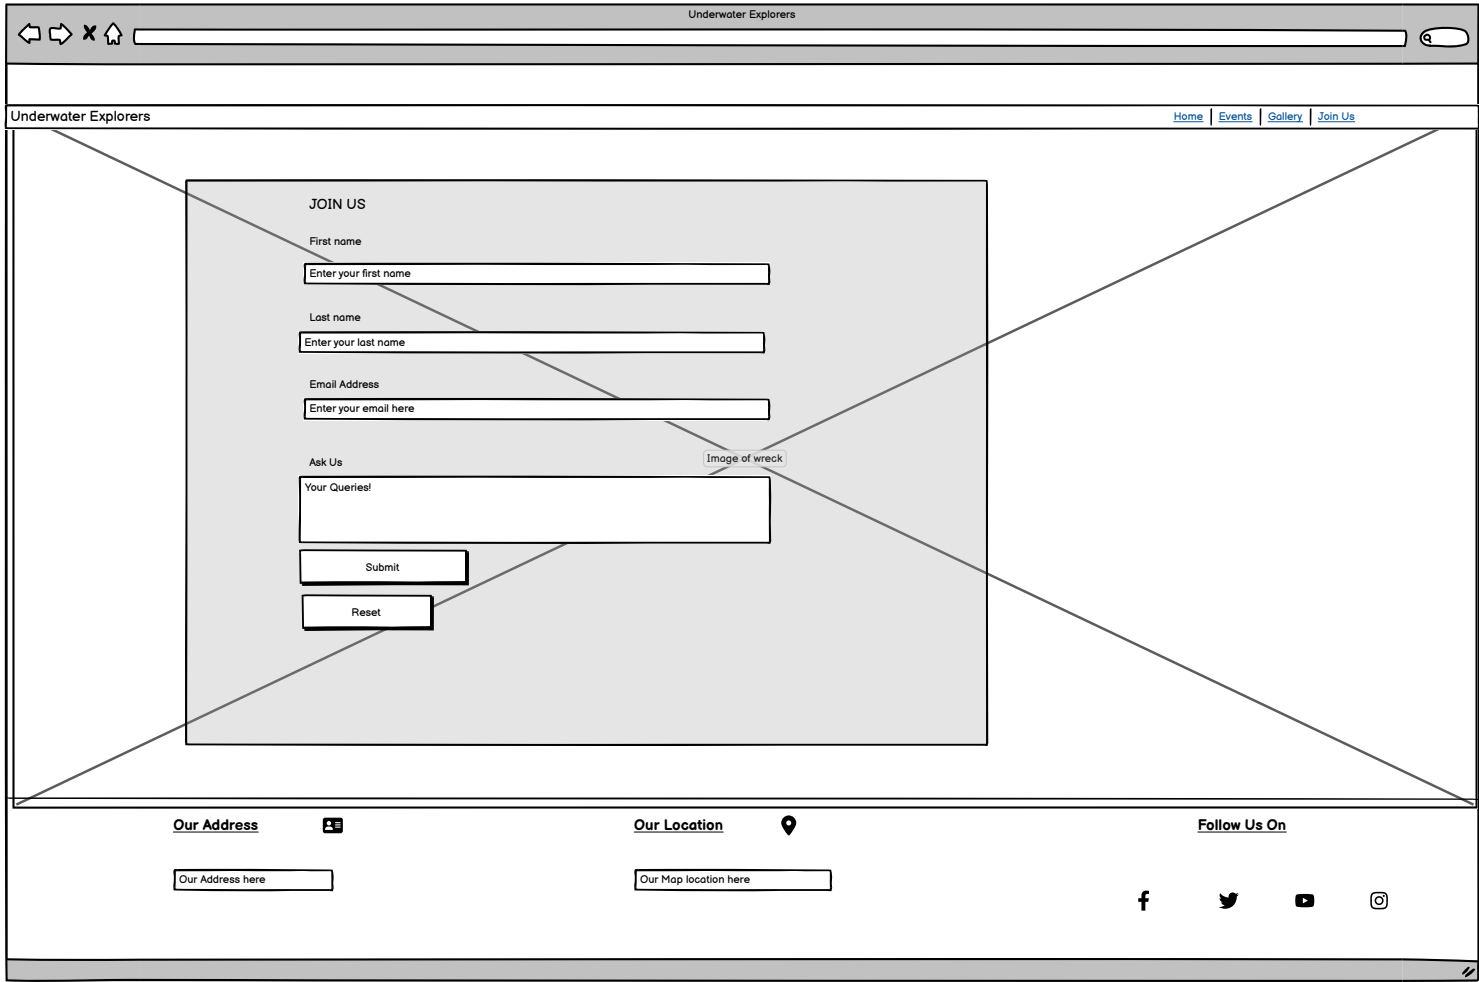 Underwater Explorers
Underwater Explorers
Home Events Gallery Join Us
JOIN US
First name
Enter your first name
Last name
Enter your last name
Email Address
Enter your email here
Image of wreck
Ask Us
Your Queries!
Submit
Reset
Our Address
Our Location
Follow Us On
Our Address here
Our Map location here